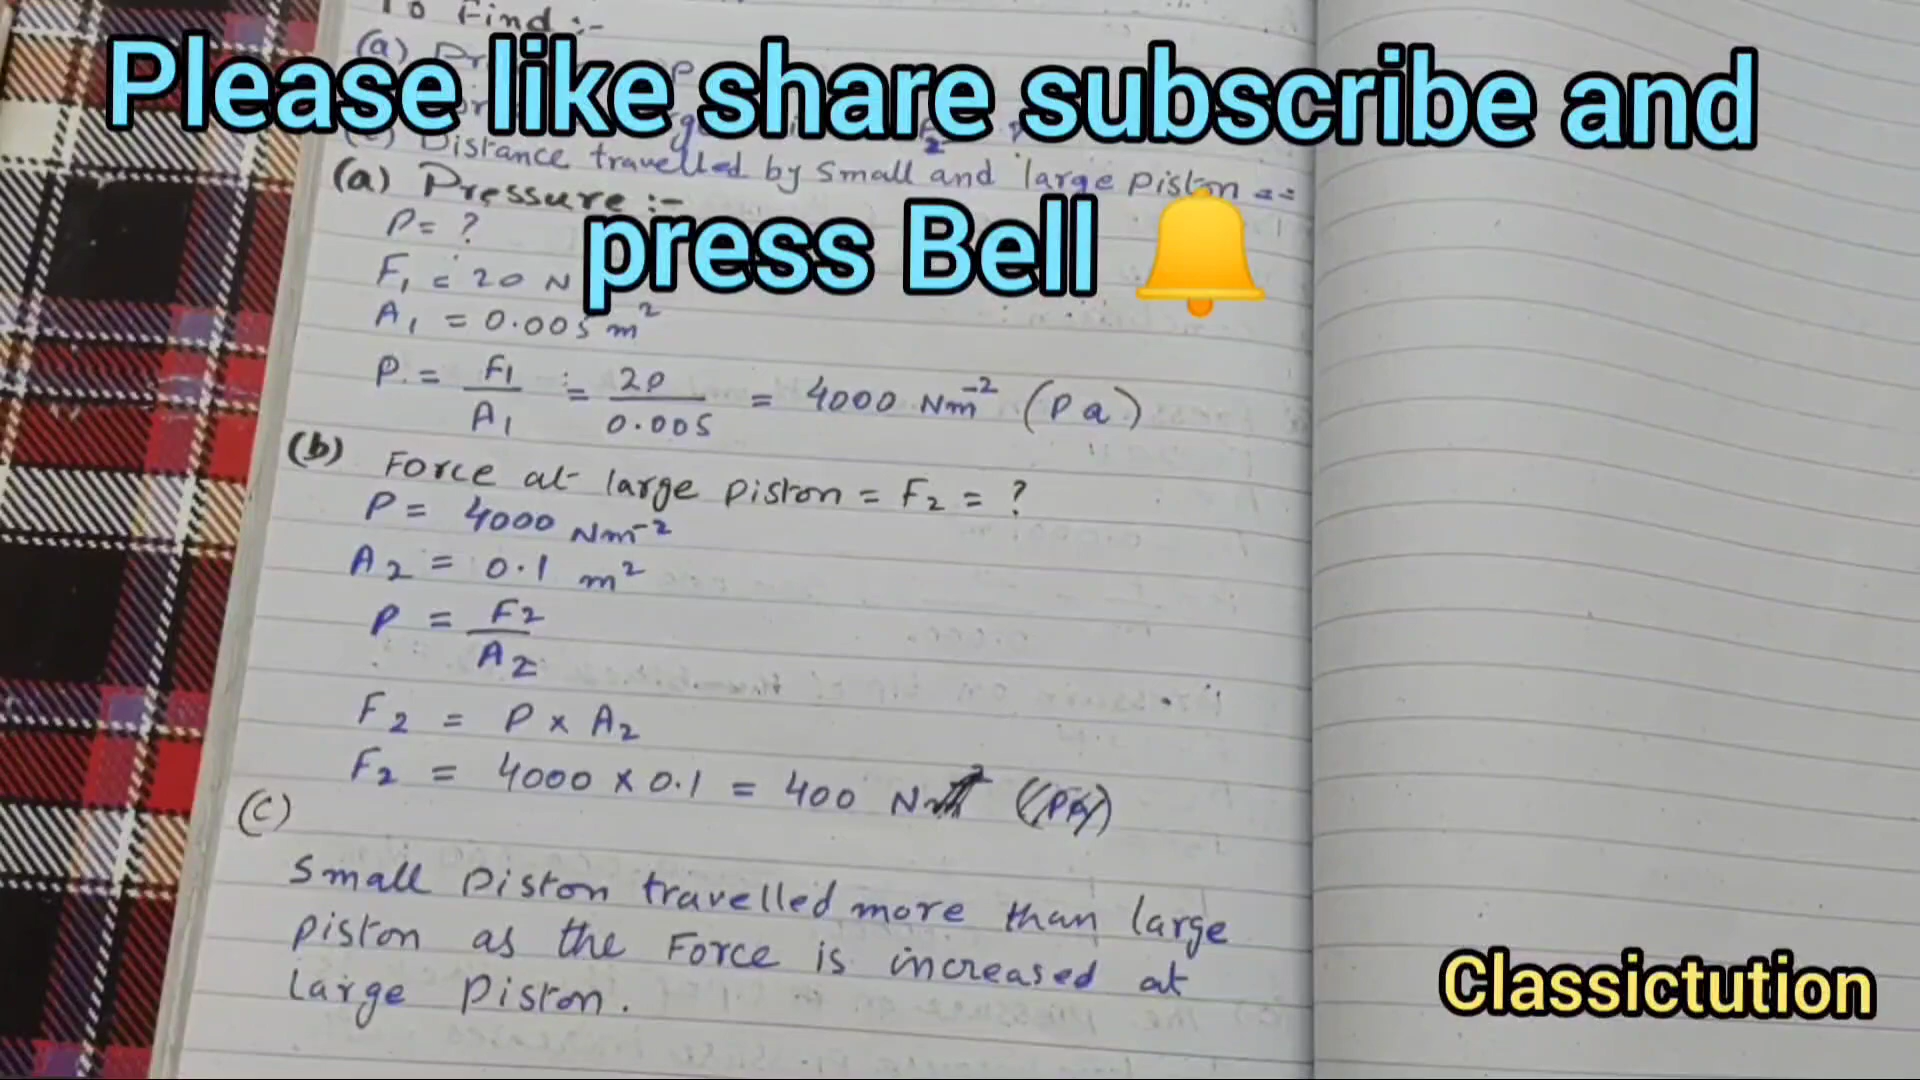 To Find :-
Please like share subscribe and
press Bell
(a)
(c) Distance travelled by small and large piston
(a) Pressure :-
P = ?
F1 = 20 N
A1 = 0.005 m²
P = F1/A1 = 20/0.005 = 4000 Nm⁻² (Pa)
(b) Force at large piston = F2 = ?
P = 4000 Nm⁻²
A2 = 0.1 m²
P = F2/A2
F2 = P x A2
F2 = 4000 x 0.1 = 400 N
(C)
Small piston travelled more than large
piston as the Force is increased at
large piston.
Classictution